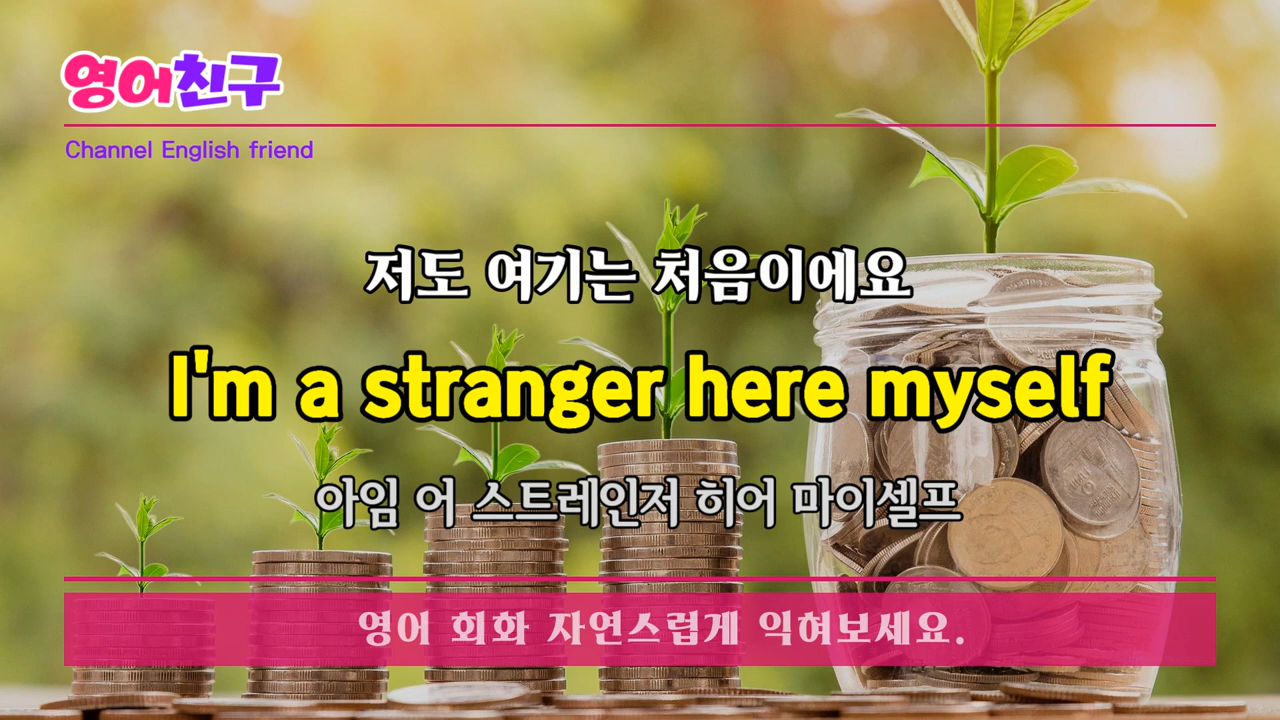 영어친구
Channel English friend
저도 여기는 처음이에요
I'm a stranger here myself
아임 어 스트레인저 히어 마이셀프
영어 회화 자연스럽게 익혀보세요.